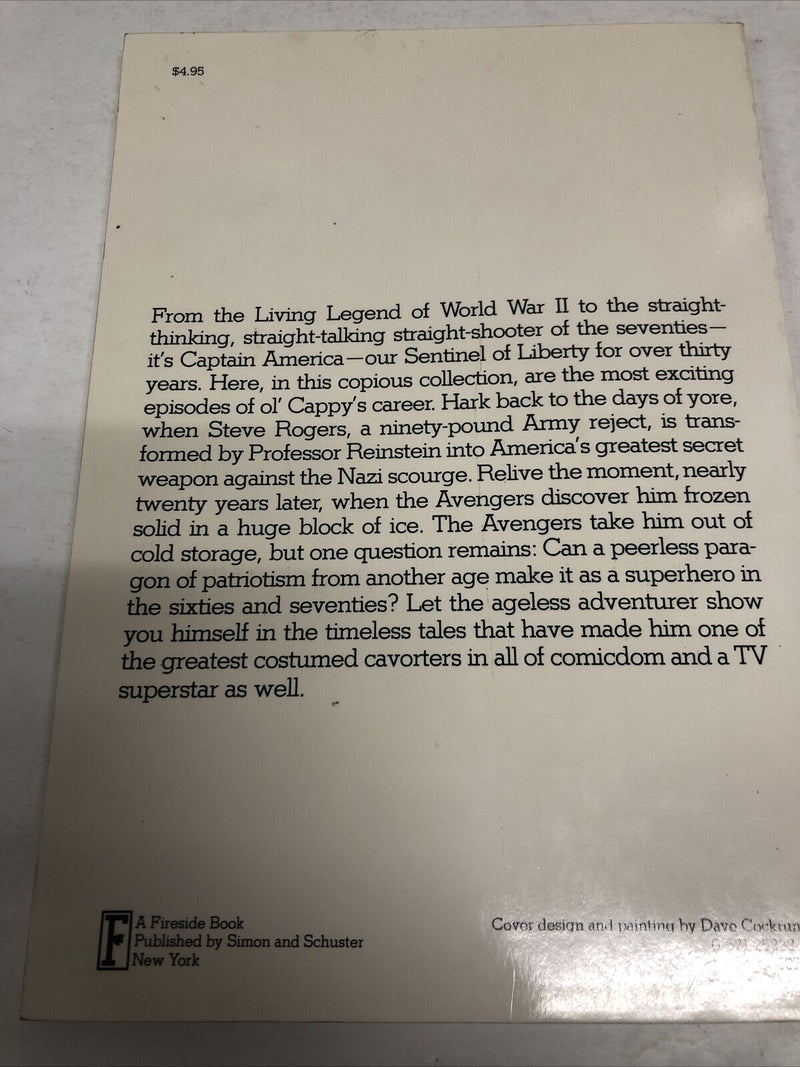 $4.95
From the Living Legend of World War II to the straight-
thinking, straight-talking straight-shooter of the seventies—
it's Captain America—our Sentinel of Liberty for over thirty
years. Here, in this copious collection, are the most exciting
episodes of ol' Cappy's career. Hark back to the days of yore,
when Steve Rogers, a ninety-pound Army reject, is trans-
formed by Professor Reinstein into America's greatest secret
weapon against the Nazi scourge. Relive the moment, nearly
twenty years later, when the Avengers discover him frozen
solid in a huge block of ice. The Avengers take him out of
cold storage, but one question remains: Can a peerless para-
gon of patriotism from another age make it as a superhero in
the sixties and seventies? Let the ageless adventurer show
you himself in the timeless tales that have made him one of
the greatest costumed cavorters in all of comicdom and a TV
superstar as well.
F
A Fireside Book
Published by Simon and Schuster
New York
Cover design and painting by Dave